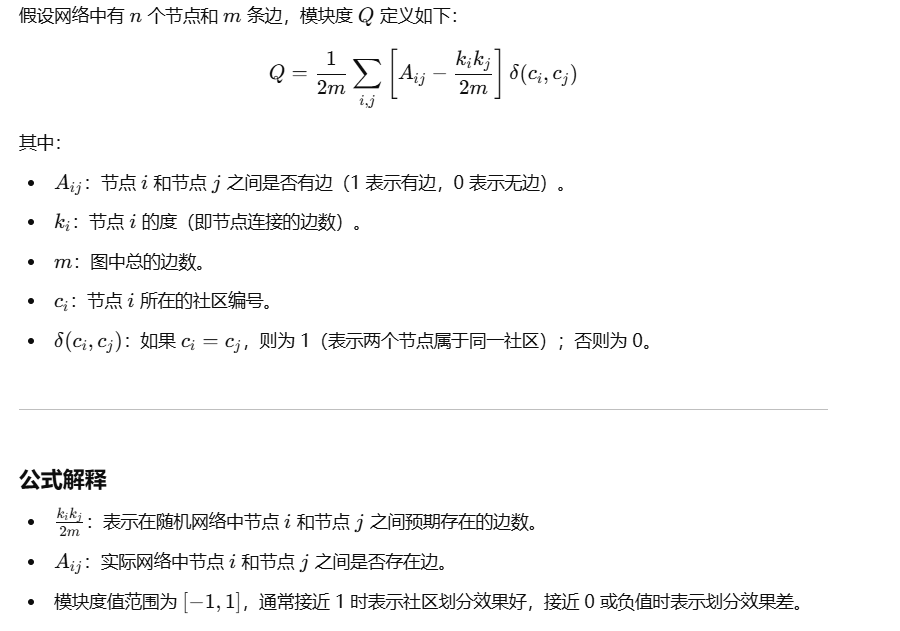 假设网络中有 n 个节点和 m 条边，模块度 Q 定义如下：
Q = \frac{1}{2m} \sum_{i,j} \left[ A_{ij} - \frac{k_i k_j}{2m} \right] \delta(c_i, c_j)
其中：
• A_{ij}：节点 i 和节点 j 之间是否有边（1 表示有边，0 表示无边）。
• k_i：节点 i 的度（即节点连接的边数）。
• m：图中总的边数。
• c_i：节点 i 所在的社区编号。
• δ(c_i, c_j)：如果 c_i = c_j，则为 1（表示两个节点属于同一社区）；否则为 0。
公式解释
• \frac{k_i k_j}{2m}：表示在随机网络中节点 i 和节点 j 之间预期存在的边数。
• A_{ij}：实际网络中节点 i 和节点 j 之间是否存在边。
• 模块度值范围为 [−1, 1]，通常接近 1 时表示社区划分效果好，接近 0 或负值时表示划分效果差。